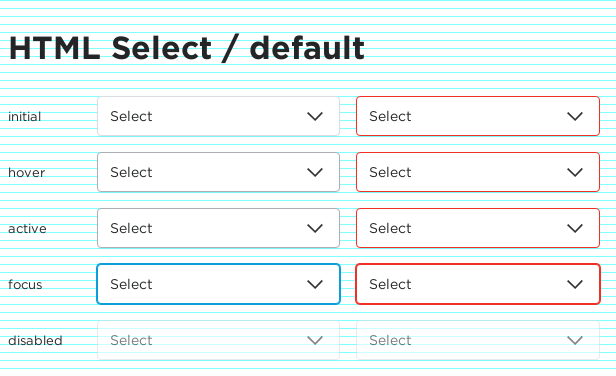 HTML Select / default
initial Select Select
hover Select Select
active Select Select
focus Select Select
disabled Select Select